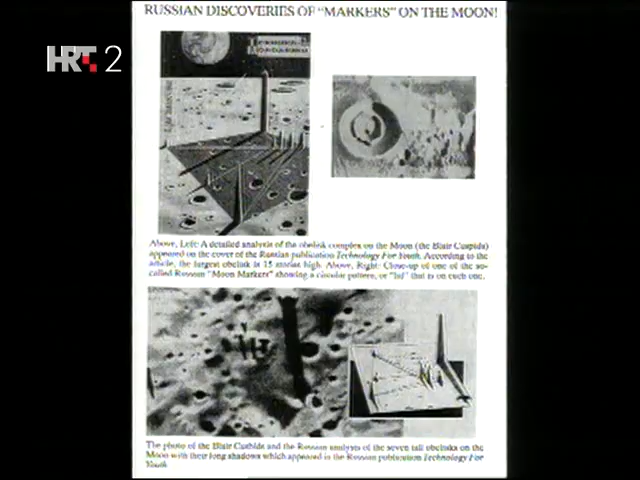 RUSSIAN DISCOVERIES OF "MARKERS" ON THE MOON!
HRT 2
Above, Left: A detailed analysis of the obelisk complex on the Moon (the Blair Cuspids)
appeared on the cover of the Russian publication Technology For Youth. According to the
article, the largest obelisk is 15 stories high. Above, Right: Close-up of one of the so-
called Russian "Moon Markers" showing a circular pattern, or that is on each one.
The photo of the Blair Cuspids and the Russian analysis of the seven tall obelisks on the
Moon with their long shadows which appeared in the Russian publication Technology For
Youth